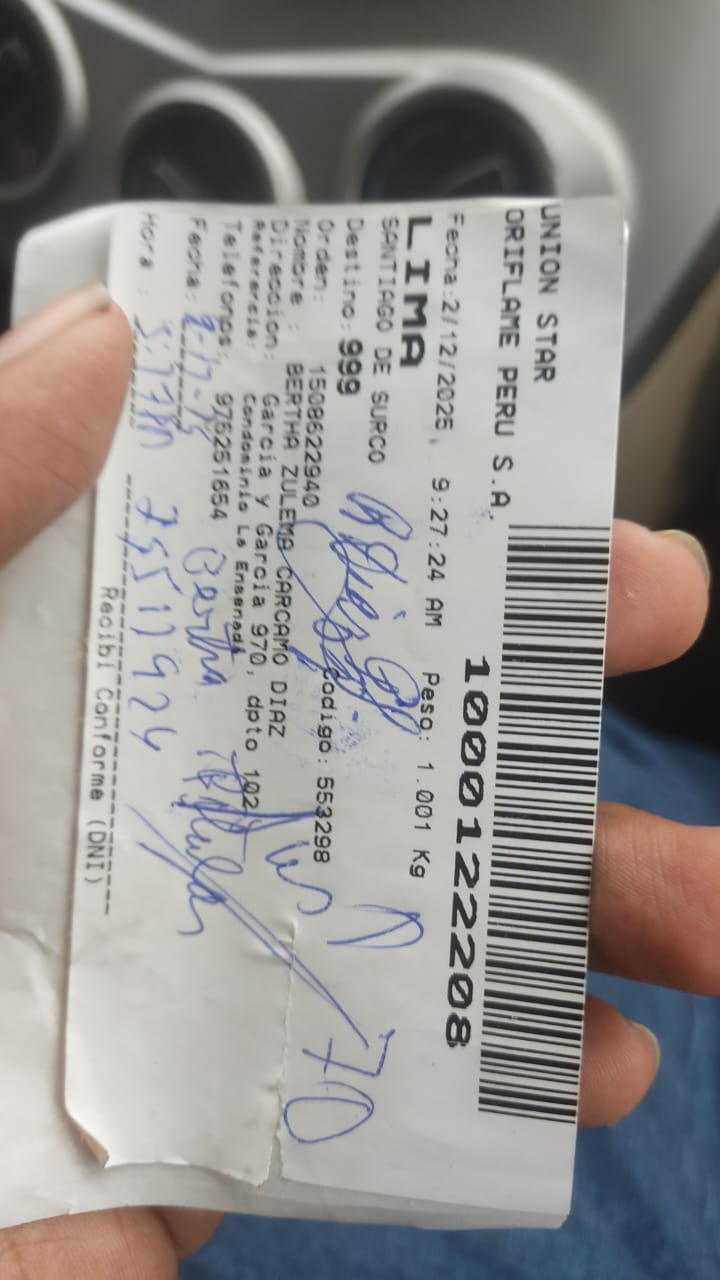 UNION STAR
ORIFLAME PERU S.A.
1000122208
Fecha:2/12/2025, 9:27:24 AM Peso: 1.001 Kg
LIMA
SANTIAGO DE SURCO
Destino: 999
Orden: 1508622940 Codigo: 553298
Nombre : BERTHA ZULEMA CARCAMO DIAZ
Direccion: Garcia y Garcia 970, dpto 102
Referencia: Condominio La Ensenada
Telefonos: 975251654
Fecha:
Hora :
Recibi Conforme (DNI)
Bertha
70